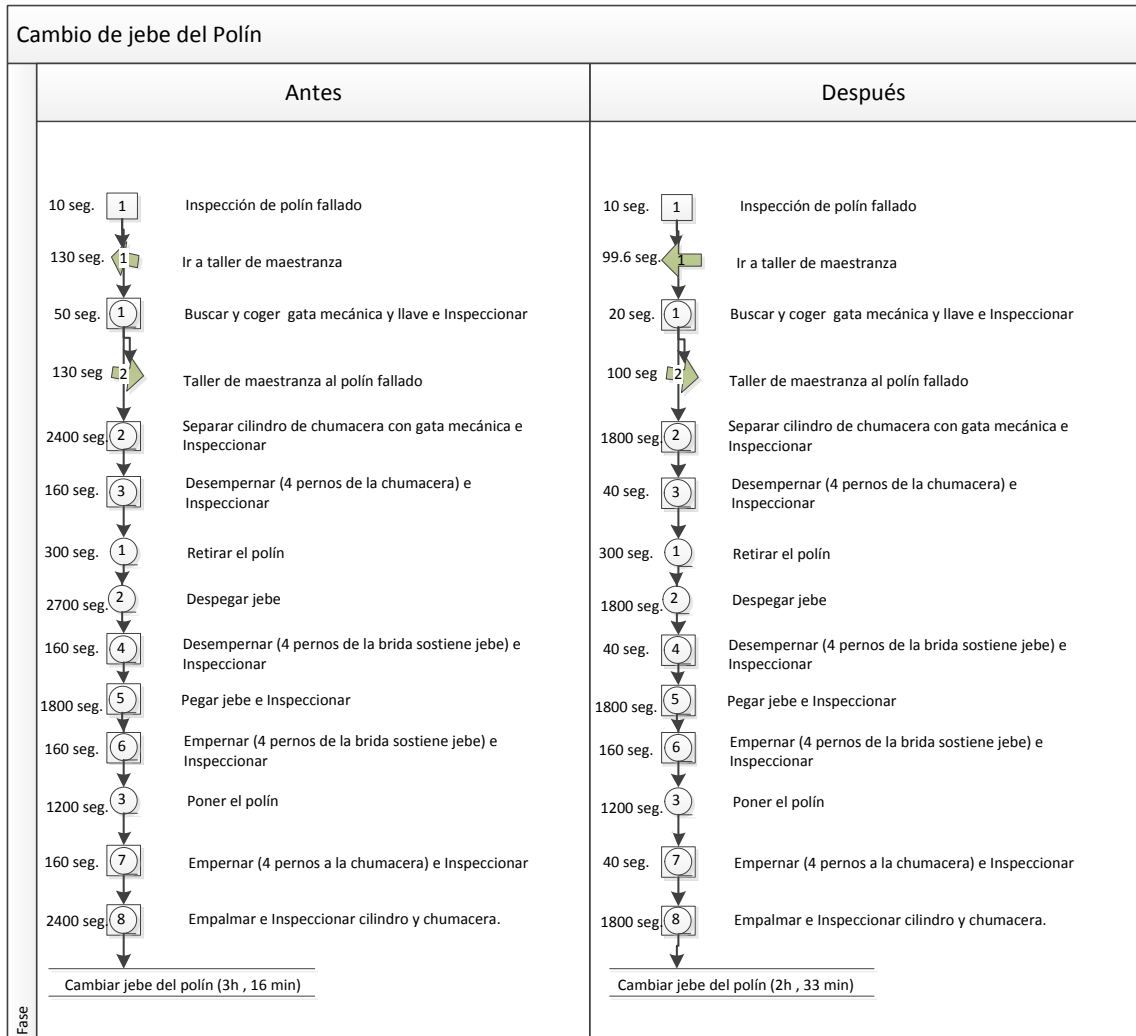 Cambio de jebe del Polín
Antes
Después
Fase
10 seg.
1
Inspección de polín fallado
130 seg.
1
Ir a taller de maestranza
50 seg.
1
Buscar y coger gata mecánica y llave e Inspeccionar
130 seg
2
Taller de maestranza al polín fallado
2400 seg.
2
Separar cilindro de chumacera con gata mecánica e
Inspeccionar
160 seg.
3
Desempernar (4 pernos de la chumacera) e
Inspeccionar
300 seg.
1
Retirar el polín
2700 seg.
2
Despegar jebe
160 seg.
4
Desempernar (4 pernos de la brida sostiene jebe) e
Inspeccionar
1800 seg.
5
Pegar jebe e Inspeccionar
160 seg.
6
Empernar (4 pernos de la brida sostiene jebe) e
Inspeccionar
1200 seg.
3
Poner el polín
160 seg.
7
Empernar (4 pernos a la chumacera) e Inspeccionar
2400 seg.
8
Empalmar e Inspeccionar cilindro y chumacera.
Cambiar jebe del polín (3h , 16 min)
10 seg.
1
Inspección de polín fallado
99.6 seg.
1
Ir a taller de maestranza
20 seg.
1
Buscar y coger gata mecánica y llave e Inspeccionar
100 seg
2
Taller de maestranza al polín fallado
1800 seg.
2
Separar cilindro de chumacera con gata mecánica e
Inspeccionar
40 seg.
3
Desempernar (4 pernos de la chumacera) e
Inspeccionar
300 seg.
1
Retirar el polín
1800 seg.
2
Despegar jebe
40 seg.
4
Desempernar (4 pernos de la brida sostiene jebe) e
Inspeccionar
1800 seg.
5
Pegar jebe e Inspeccionar
160 seg.
6
Empernar (4 pernos de la brida sostiene jebe) e
Inspeccionar
1200 seg.
3
Poner el polín
40 seg.
7
Empernar (4 pernos a la chumacera) e Inspeccionar
1800 seg.
8
Empalmar e Inspeccionar cilindro y chumacera.
Cambiar jebe del polín (2h , 33 min)